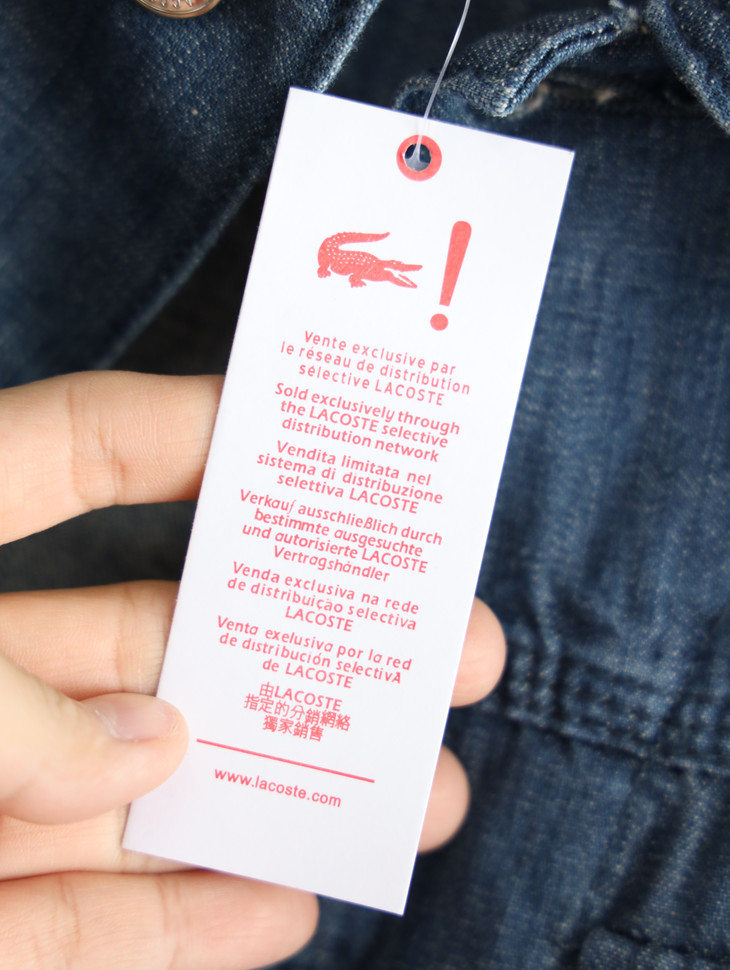 !
Vente exclusive par
le réseau de distribution
sélective LACOSTE
Sold exclusively through
the LACOSTE selective
distribution network
Vendita limitata nel
sistema di distribuzione
selettiva LACOSTE
Verkauf ausschließlich durch
bestimmte ausgesuchte
und autorisierte LACOSTE
Vertragshändler
Venda exclusiva na rede
de distribuição selectiva
LACOSTE
Venta exelusiva por la red
de distribución selectivA
de LACOSTE
由LACOSTE
指定的分銷網絡
獨家銷售
www.lacoste.com